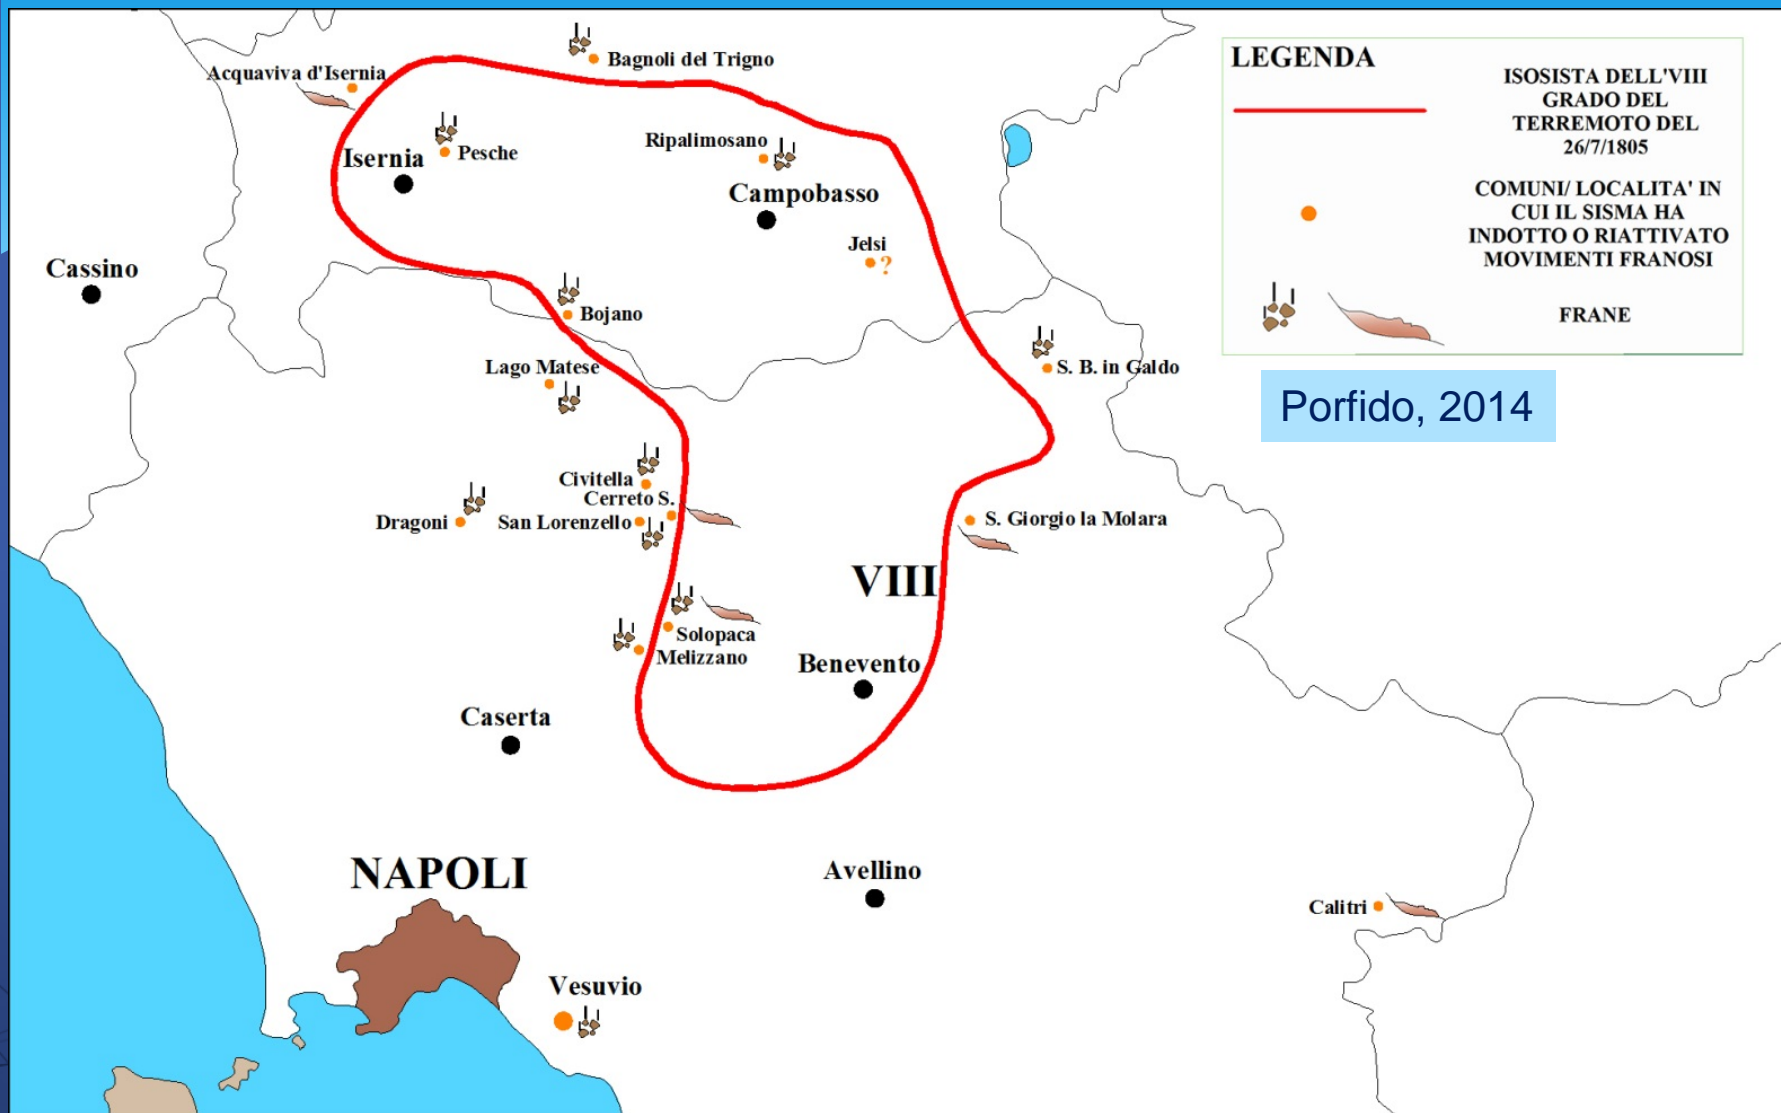 Bagnoli del Trigno
Acquaviva d'Isernia
Pesche
Isernia
Ripalimosano
Campobasso
Jelsi
?
Cassino
Bojano
Lago Matese
S. B. in Galdo
Civitella
Cerreto S.
Dragoni
San Lorenzello
S. Giorgio la Molara
VIII
Solopaca
Melizzano
Benevento
Caserta
NAPOLI
Avellino
Calitri
Vesuvio
LEGENDA
ISOSISTA DELL'VIII
GRADO DEL
TERREMOTO DEL
26/7/1805
COMUNI/ LOCALITA' IN
CUI IL SISMA HA
INDOTTO O RIATTIVATO
MOVIMENTI FRANOSI
FRANE
Porfido, 2014